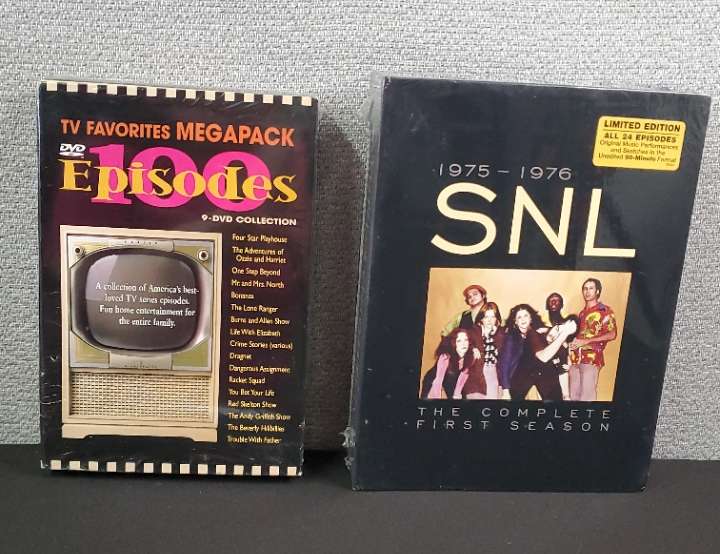 TV FAVORITES MEGAPACK
DVD
VIDEO
100
Episodes
9-DVD COLLECTION
A collection of America's best-
loved TV series episodes.
Fun home entertainment for
the entire family.
Four Star Playhouse
The Adventures of
Ozzie and Harriet
One Step Beyond
Mr. and Mrs. North
Bonanza
The Lone Ranger
Burns and Allen Show
Life With Elizabeth
Crime Stories (various)
Dragnet
Dangerous Assignment
Racket Squad
You Bet Your Life
Red Skelton Show
The Andy Griffith Show
The Beverly Hillbillies
Trouble With Father
LIMITED EDITION
ALL 24 EPISODES
Original Music Performances
and Sketches in the
Unedited 90-Minute Format
1975 – 1976
SNL
THE COMPLETE
FIRST SEASON